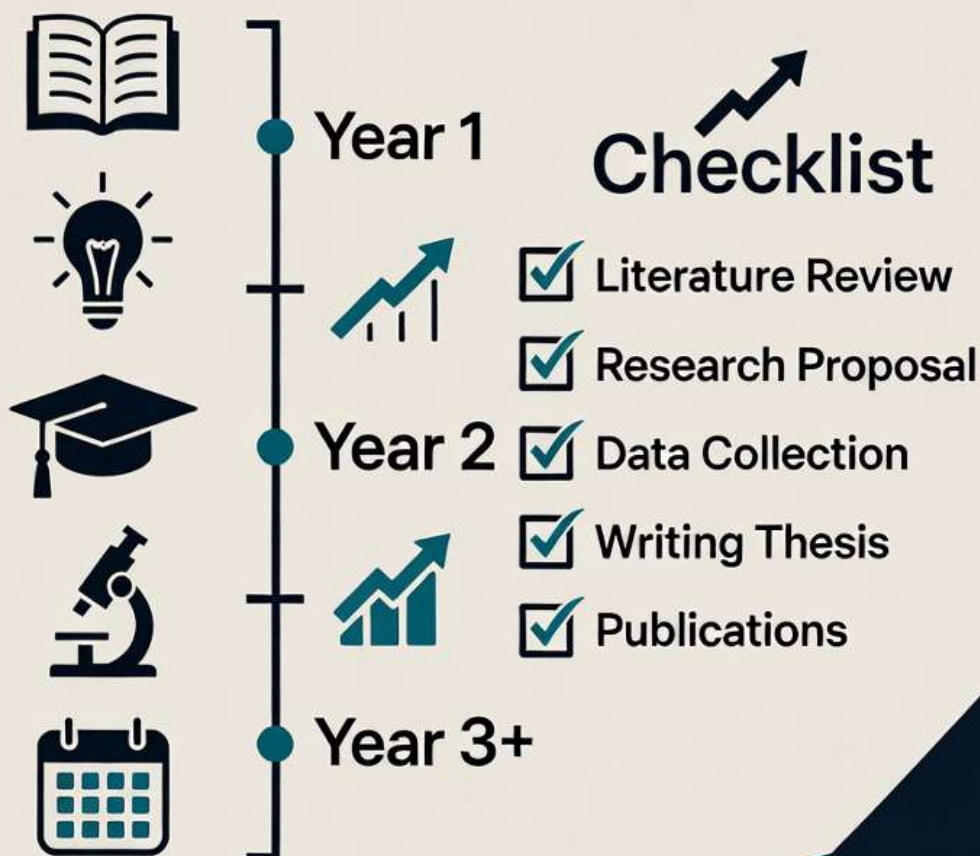 Year 1
Year 2
Year 3+
Checklist
Literature Review
Research Proposal
Data Collection
Writing Thesis
Publications